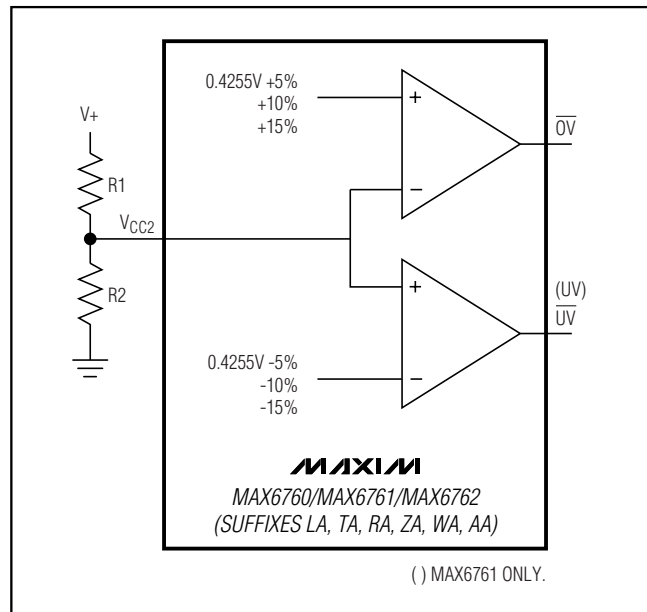 0.4255V +5%
+10%
+15%
V+
R1
VCC2
R2
+
−
OV
+
−
(UV)
UV
0.4255V -5%
-10%
-15%
MAXIM
MAX6760/MAX6761/MAX6762
(SUFFIXES LA, TA, RA, ZA, WA, AA)
( ) MAX6761 ONLY.